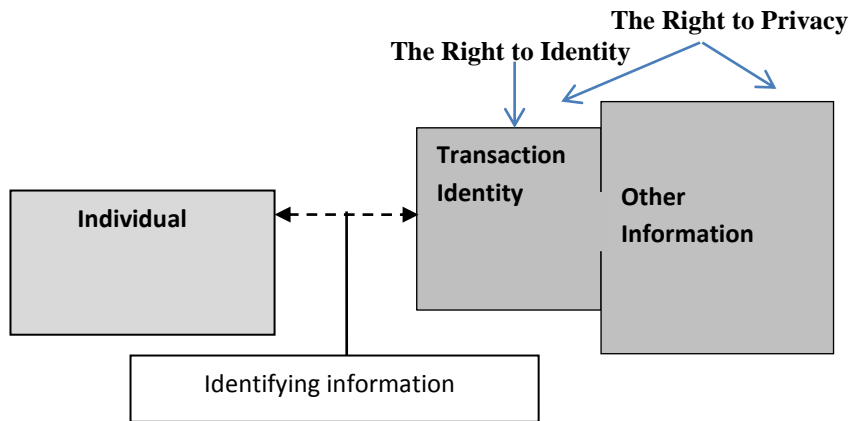 The Right to Privacy
The Right to Identity
Transaction
Identity
Other
Information
Individual
Identifying information